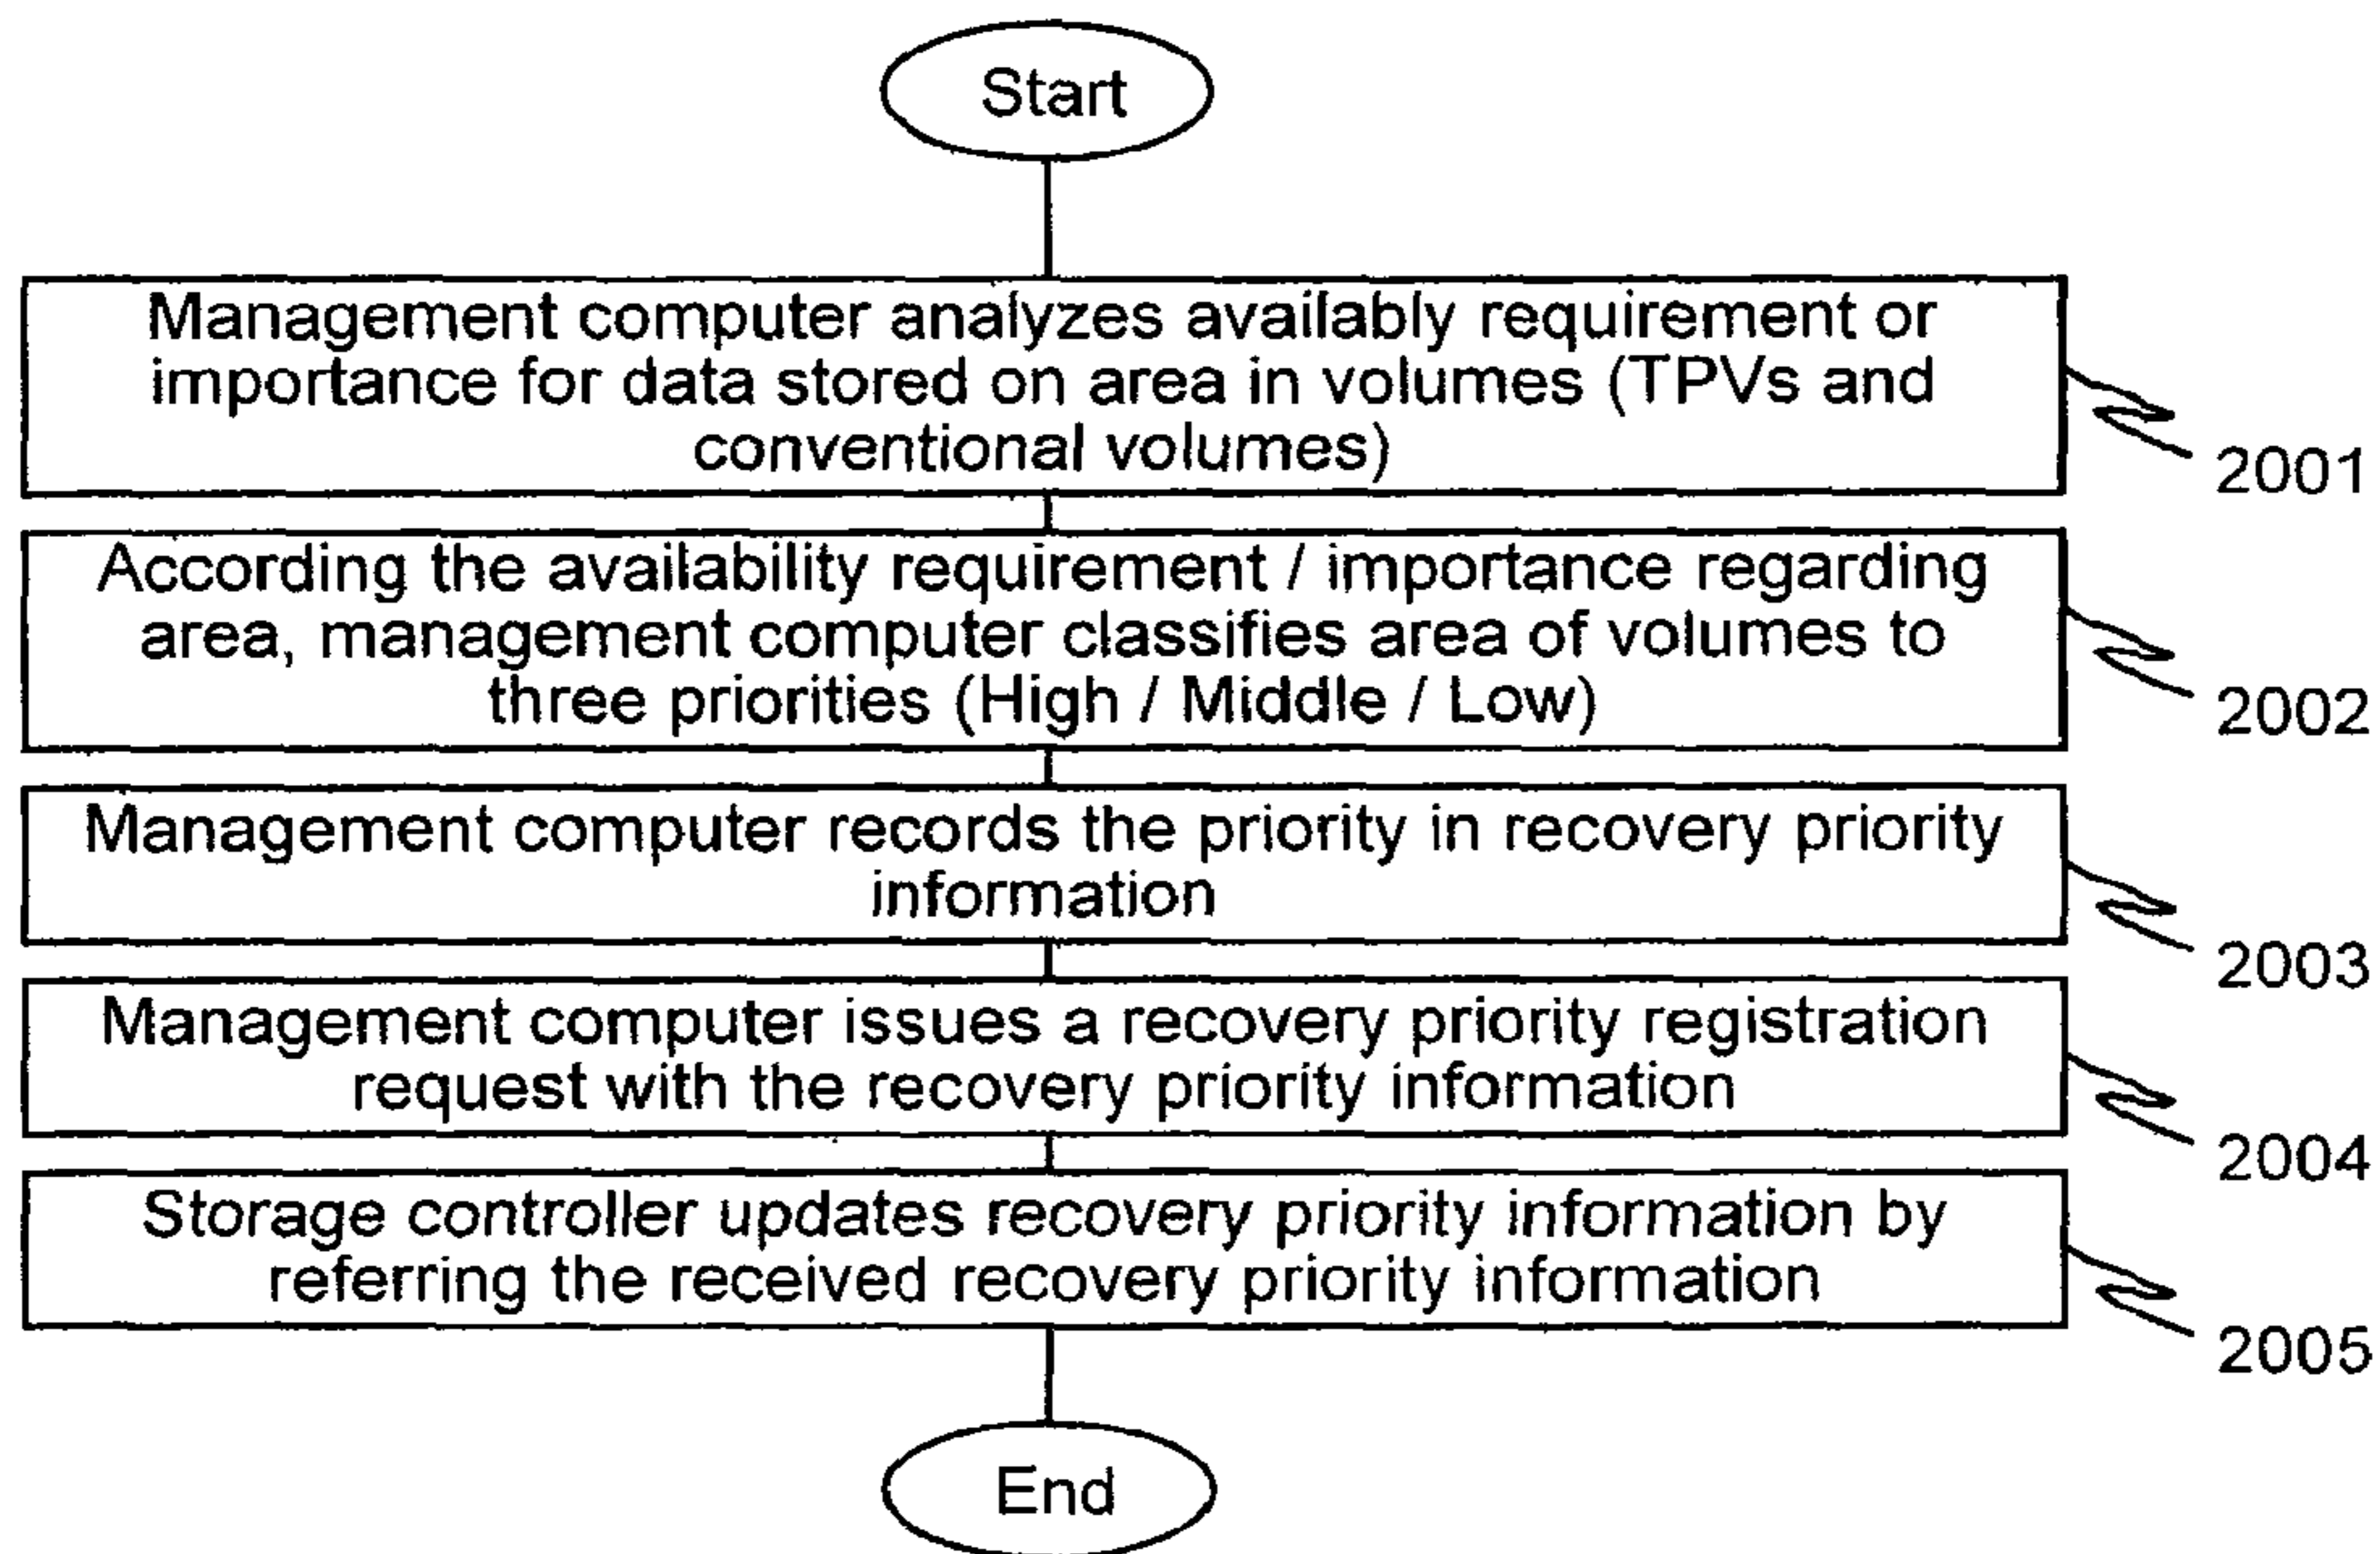 Start
Management computer analyzes availably requirement or
importance for data stored on area in volumes (TPVs and
conventional volumes)
2001
According the availability requirement / importance regarding
area, management computer classifies area of volumes to
three priorities (High / Middle / Low)
2002
Management computer records the priority in recovery priority
information
2003
Management computer issues a recovery priority registration
request with the recovery priority information
2004
Storage controller updates recovery priority information by
referring the received recovery priority information
2005
End